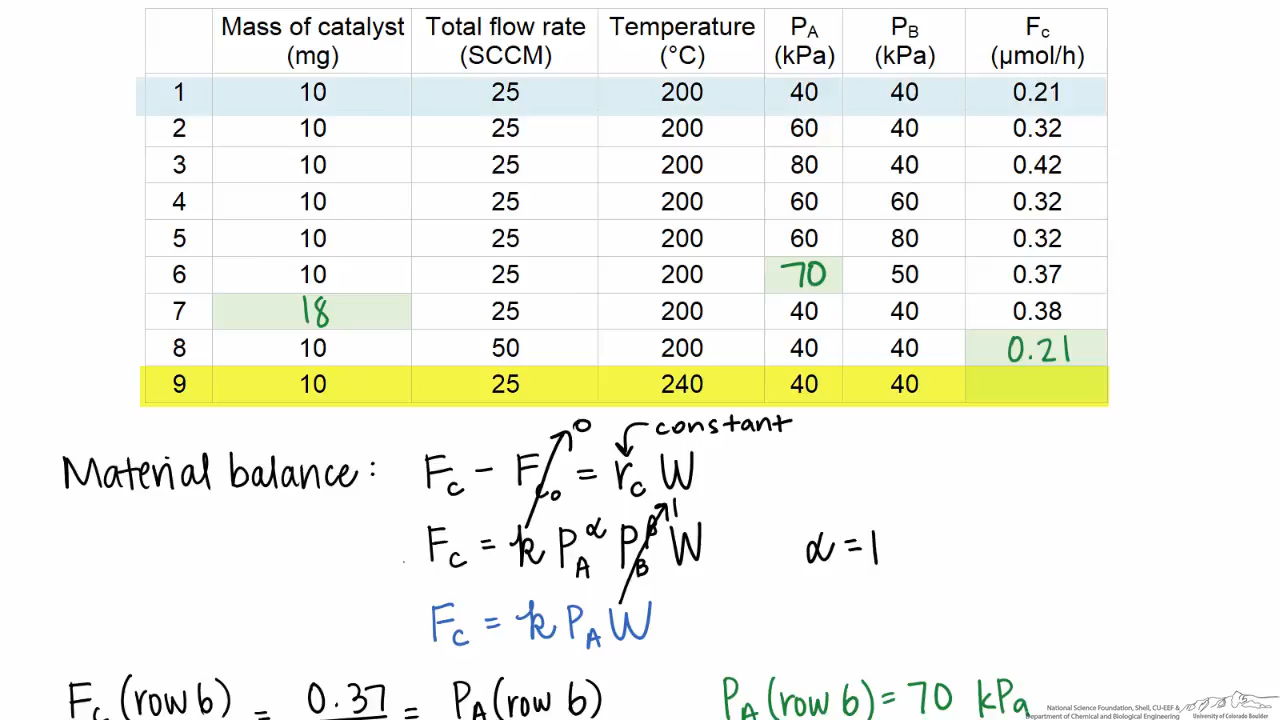 Mass of catalyst (mg) Total flow rate (SCCM) Temperature (°C) PA (kPa) PB (kPa) Fc (µmol/h)
1 10 25 200 40 40 0.21
2 10 25 200 60 40 0.32
3 10 25 200 80 40 0.42
4 10 25 200 60 60 0.32
5 10 25 200 60 80 0.32
6 10 25 200 70 50 0.37
7 18 25 200 40 40 0.38
8 10 50 200 40 40 0.21
9 10 25 240 40 40
0 constant
Material balance: Fc - Fc0 = rc W
1
Fc = k PA^α PB^β W α = 1
Fc = k PA W
Fc (row 6) = 0.37 = PA (row 6) PA (row 6) = 70 kPa
National Science Foundation, Shell, CU-EEF &
Department of Chemical and Biological Engineering University of Colorado Boulder